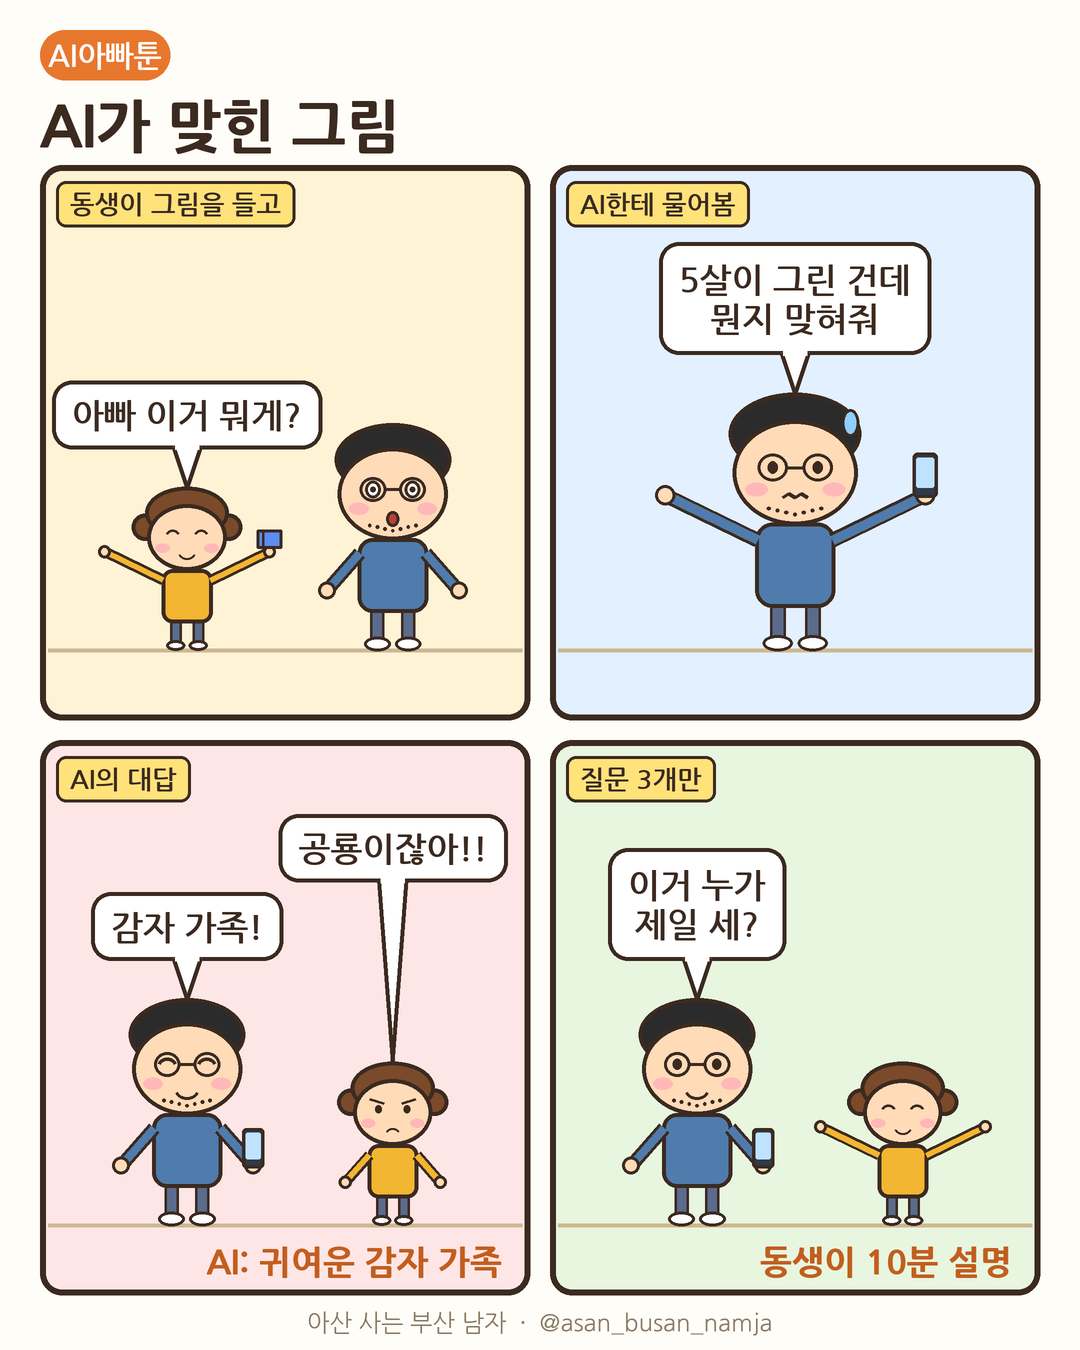 AI아빠툰
AI가 맞힌 그림
동생이 그림을 들고
아빠 이거 뭐게?
AI한테 물어봄
5살이 그린 건데
뭔지 맞혀줘
AI의 대답
공룡이잖아!!
감자 가족!
AI: 귀여운 감자 가족
질문 3개만
이거 누가
제일 세?
동생이 10분 설명
아산 사는 부산 남자 · @asan_busan_namja